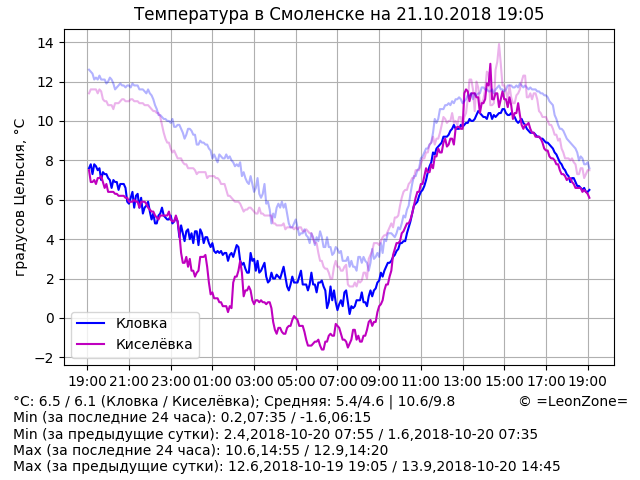 Температура в Смоленске на 21.10.2018 19:05
градусов Цельсия, °C
14
12
10
8
6
4
2
0
−2
Кловка
Киселёвка
19:00 21:00 23:00 01:00 03:00 05:00 07:00 09:00 11:00 13:00 15:00 17:00 19:00
°C: 6.5 / 6.1 (Кловка / Киселёвка); Средняя: 5.4/4.6 | 10.6/9.8 © =LeonZone=
Min (за последние 24 часа): 0.2,07:35 / -1.6,06:15
Min (за предыдущие сутки): 2.4,2018-10-20 07:55 / 1.6,2018-10-20 07:35
Max (за последние 24 часа): 10.6,14:55 / 12.9,14:20
Max (за предыдущие сутки): 12.6,2018-10-19 19:05 / 13.9,2018-10-20 14:45